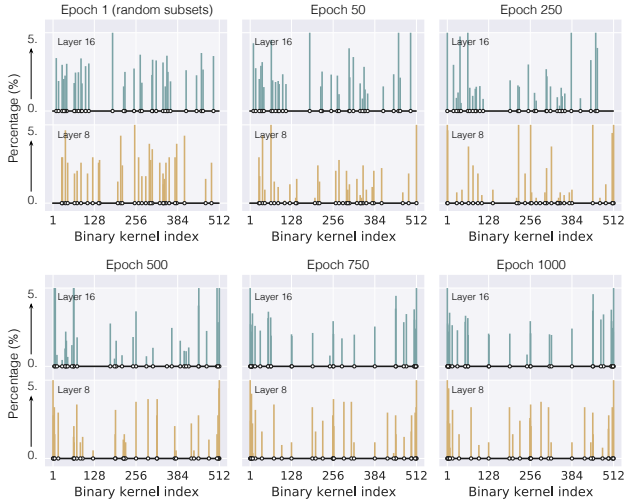 Epoch 1 (random subsets) Epoch 50 Epoch 250
Percentage (%)
5.
Layer 16
Layer 16
Layer 16
0.
5.
Layer 8
Layer 8
Layer 8
0.
1 128 256 384 512 1 128 256 384 512 1 128 256 384 512
Binary kernel index Binary kernel index Binary kernel index
Epoch 500 Epoch 750 Epoch 1000
Percentage (%)
5.
Layer 16
Layer 16
Layer 16
0.
5.
Layer 8
Layer 8
Layer 8
0.
1 128 256 384 512 1 128 256 384 512 1 128 256 384 512
Binary kernel index Binary kernel index Binary kernel index